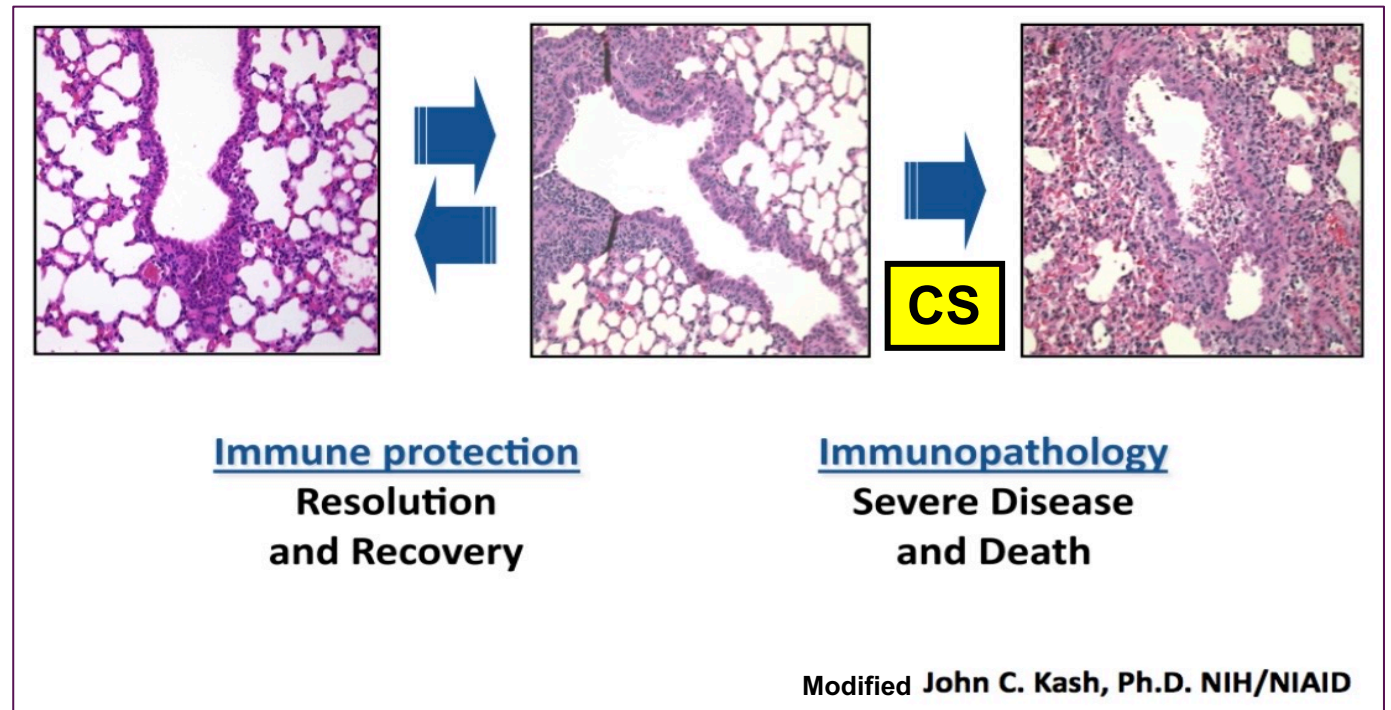 CS
Immune protection
Resolution
and Recovery
Immunopathology
Severe Disease
and Death
Modified John C. Kash, Ph.D. NIH/NIAID